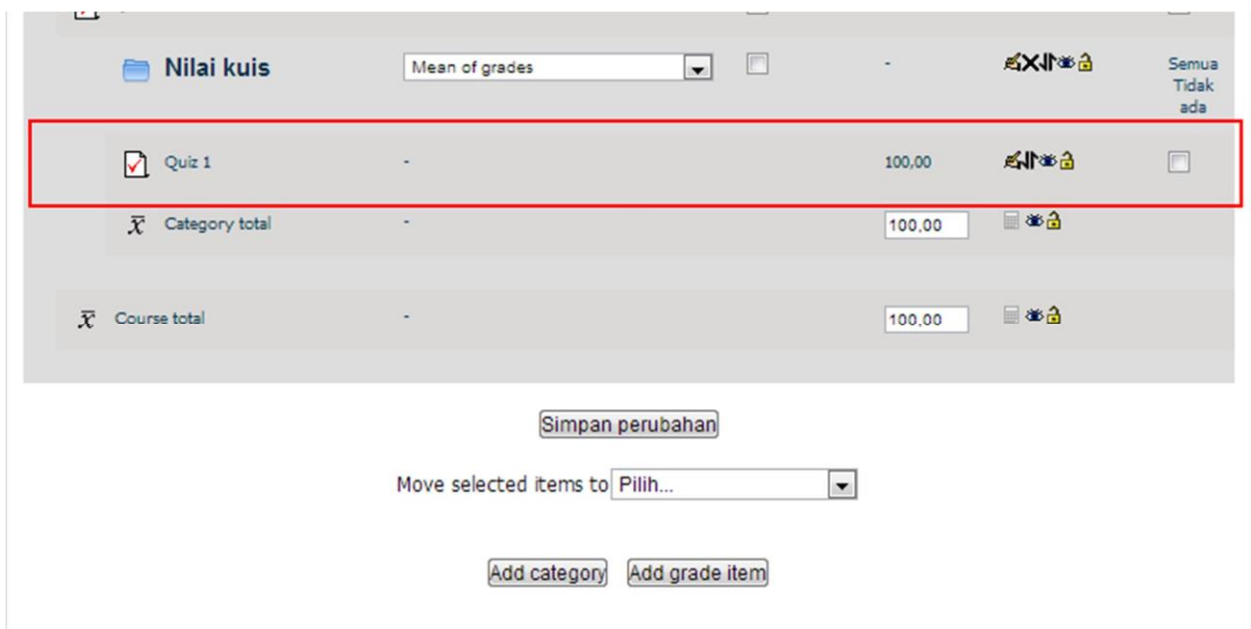 Nilai kuis Mean of grades - Semua
Tidak
ada
Quiz 1 - 100,00
x̄ Category total - 100,00
x̄ Course total - 100,00
Simpan perubahan
Move selected items to Pilih...
Add category Add grade item